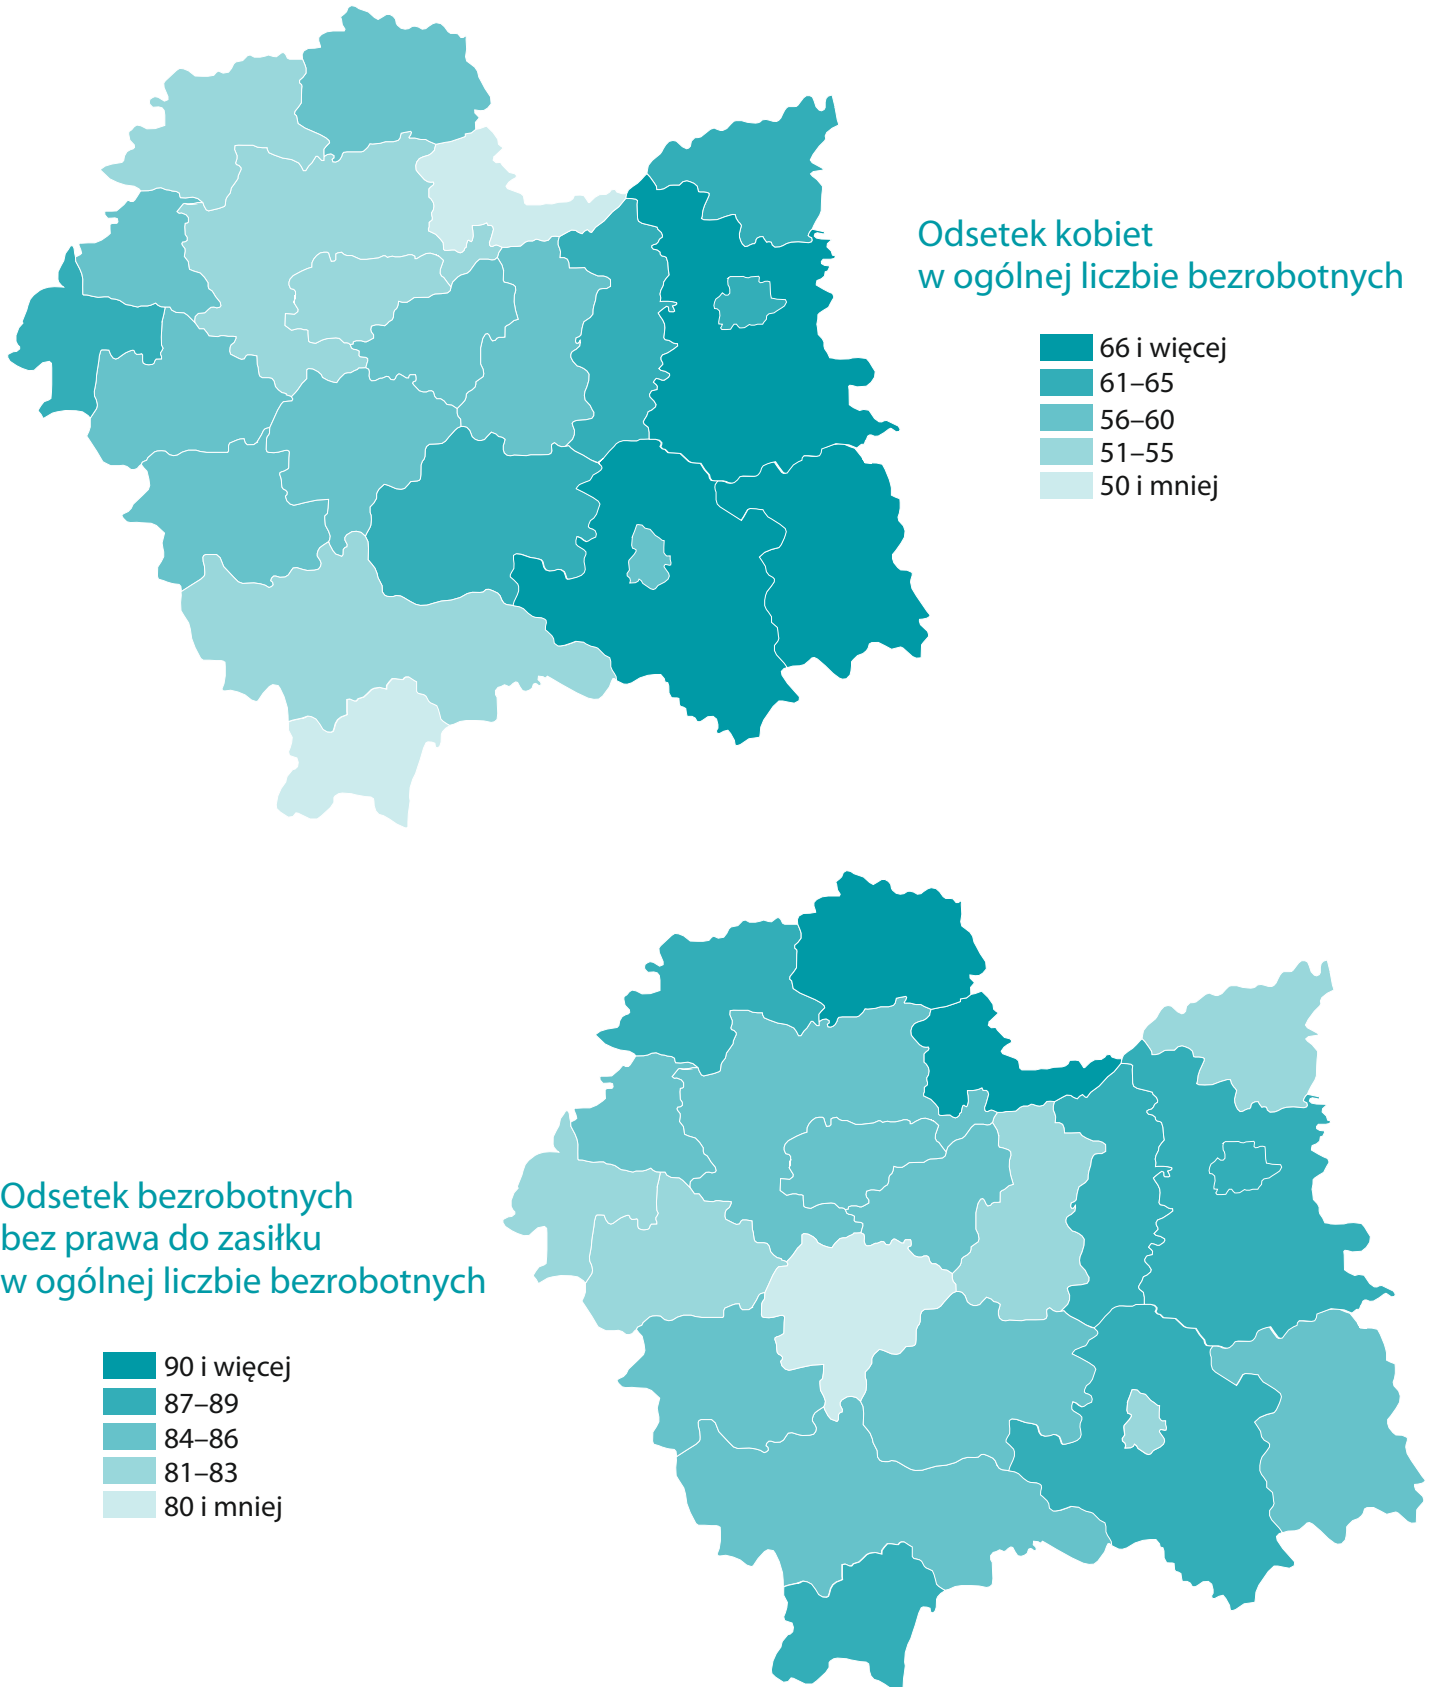 Odsetek kobiet
w ogólnej liczbie bezrobotnych
66 i więcej
61–65
56–60
51–55
50 i mniej
Odsetek bezrobotnych
bez prawa do zasiłku
w ogólnej liczbie bezrobotnych
90 i więcej
87–89
84–86
81–83
80 i mniej